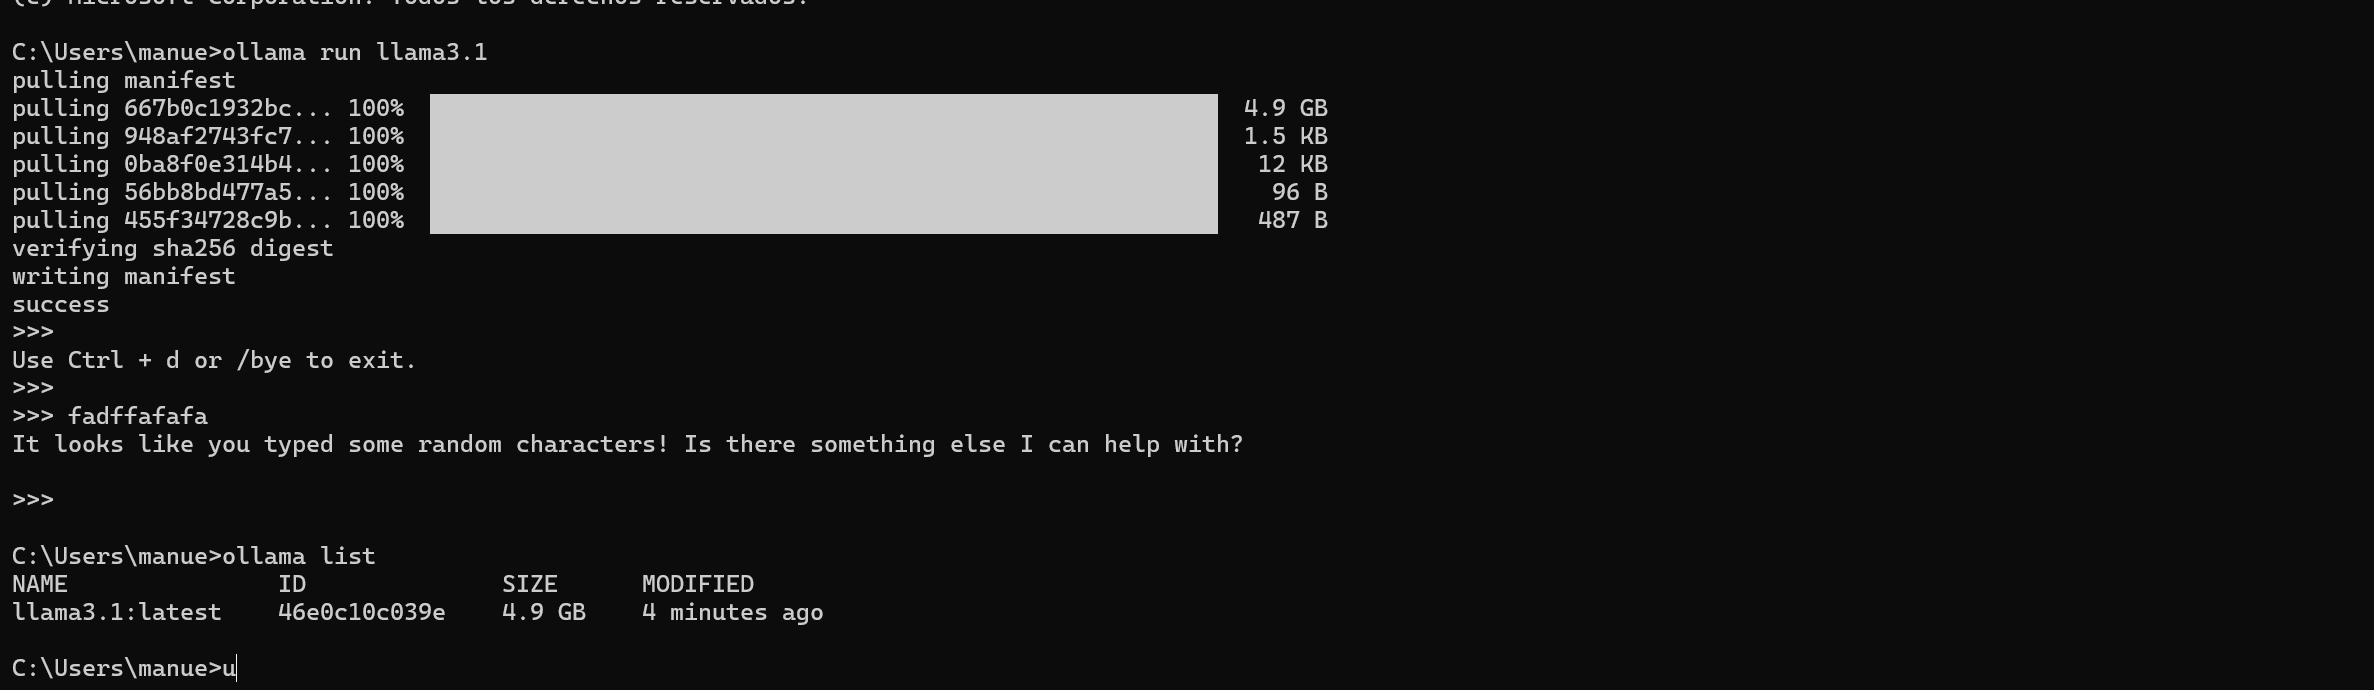 (c) Microsoft Corporation. Todos los derechos reservados.
C:\Users\manue>ollama run llama3.1
pulling manifest
pulling 667b0c1932bc... 100% 4.9 GB
pulling 948af2743fc7... 100% 1.5 KB
pulling 0ba8f0e314b4... 100% 12 KB
pulling 56bb8bd477a5... 100% 96 B
pulling 455f34728c9b... 100% 487 B
verifying sha256 digest
writing manifest
success
>>>
Use Ctrl + d or /bye to exit.
>>>
>>> fadffafafa
It looks like you typed some random characters! Is there something else I can help with?
>>>
C:\Users\manue>ollama list
NAME ID SIZE MODIFIED
llama3.1:latest 46e0c10c039e 4.9 GB 4 minutes ago
C:\Users\manue>u